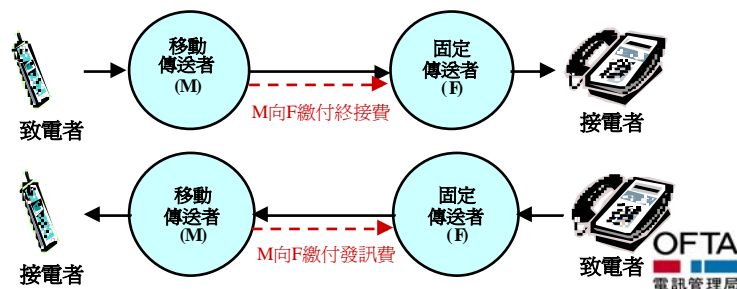 移動
傳送者
(M)
固定
傳送者
(F)
M向F繳付終接費
致電者
接電者
移動
傳送者
(M)
固定
傳送者
(F)
M向F繳付發訊費
接電者
致電者
OFTA
電訊管理局